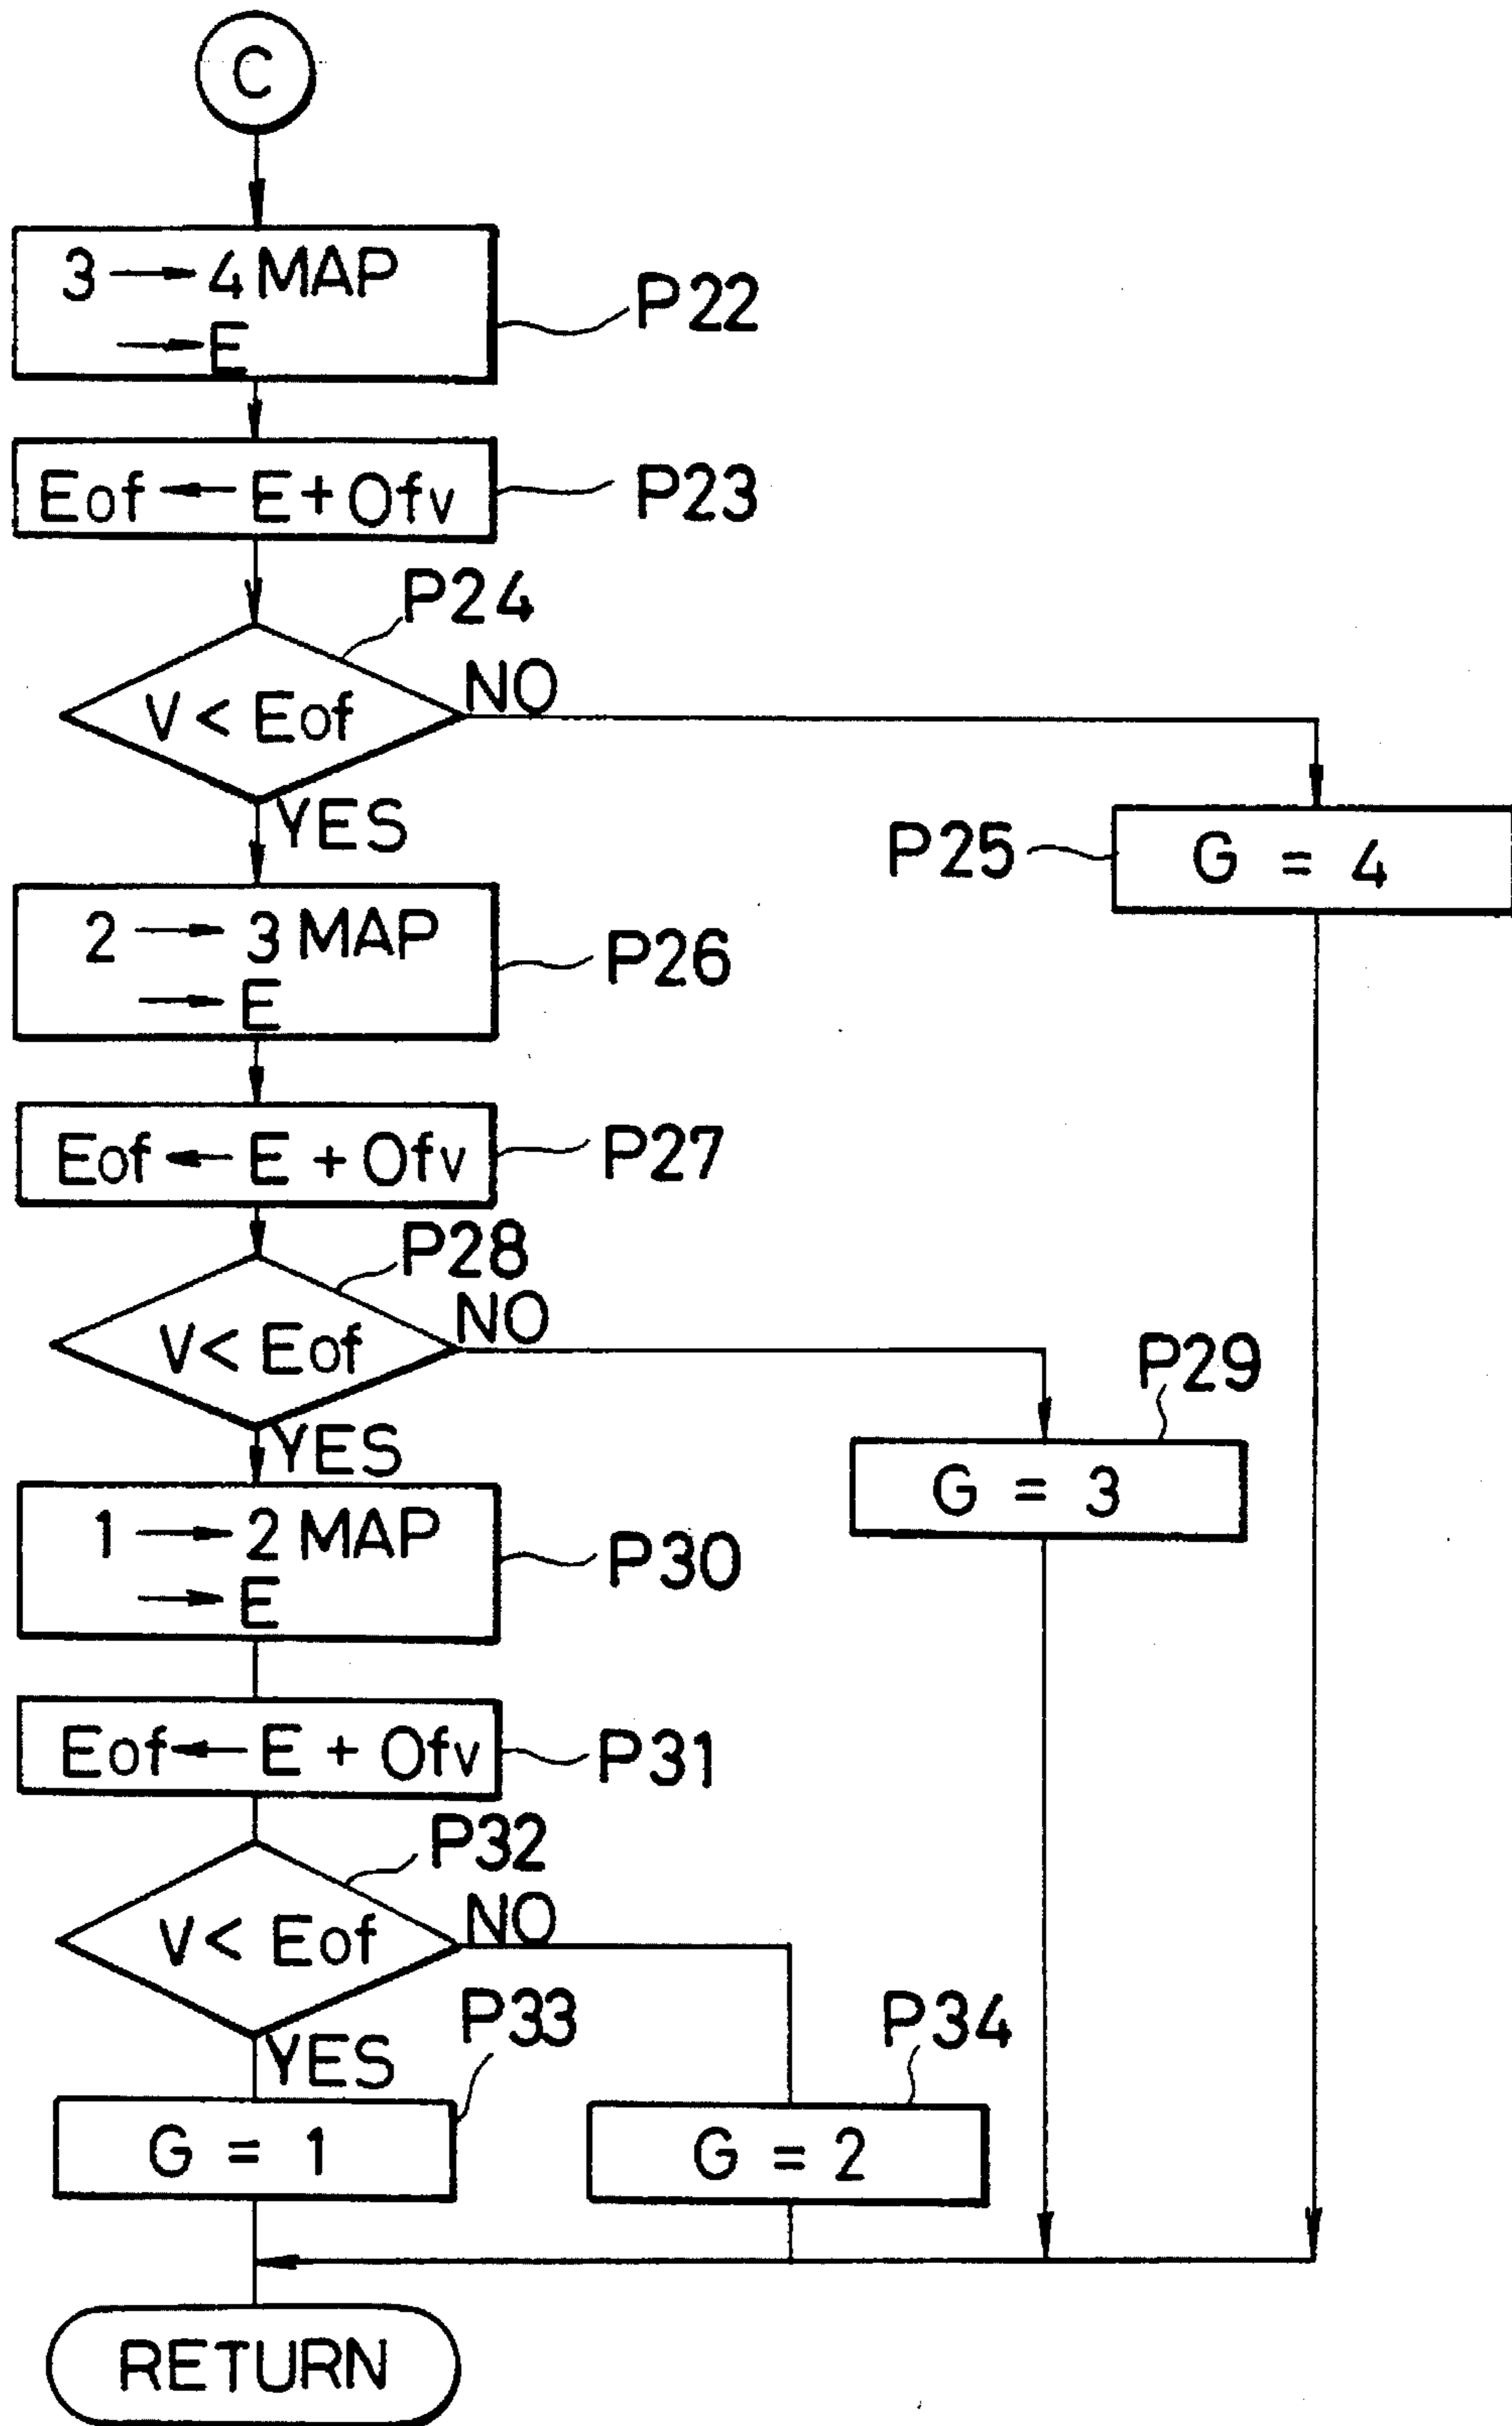 C
3 → 4 MAP
→ E
P22
Eof ← E + Ofv
P23
P24
V < Eof
NO
YES
P25
G = 4
2 → 3 MAP
→ E
P26
Eof ← E + Ofv
P27
P28
V < Eof
NO
YES
P29
G = 3
1 → 2 MAP
→ E
P30
Eof ← E + Ofv
P31
P32
V < Eof
NO
YES
P33
G = 1
P34
G = 2
RETURN